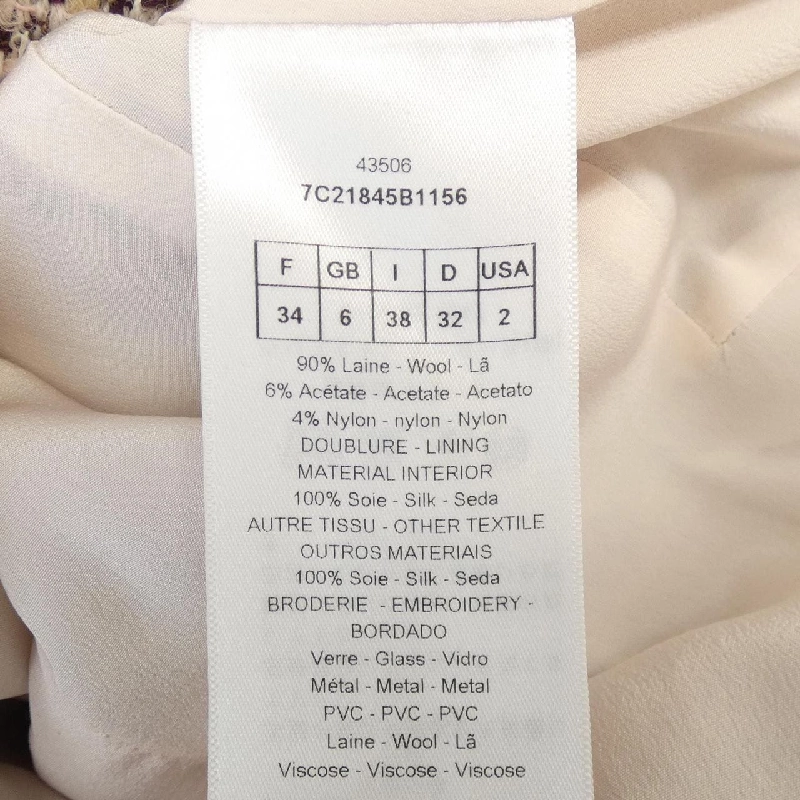 43506
7C21845B1156
F GB I D USA
34 6 38 32 2
90% Laine - Wool - Lã
6% Acétate - Acetate - Acetato
4% Nylon - nylon - Nylon
DOUBLURE - LINING
MATERIAL INTERIOR
100% Soie - Silk - Seda
AUTRE TISSU - OTHER TEXTILE
OUTROS MATERIAIS
100% Soie - Silk - Seda
BRODERIE - EMBROIDERY -
BORDADO
Verre - Glass - Vidro
Métal - Metal - Metal
PVC - PVC - PVC
Laine - Wool - Lã
Viscose - Viscose - Viscose